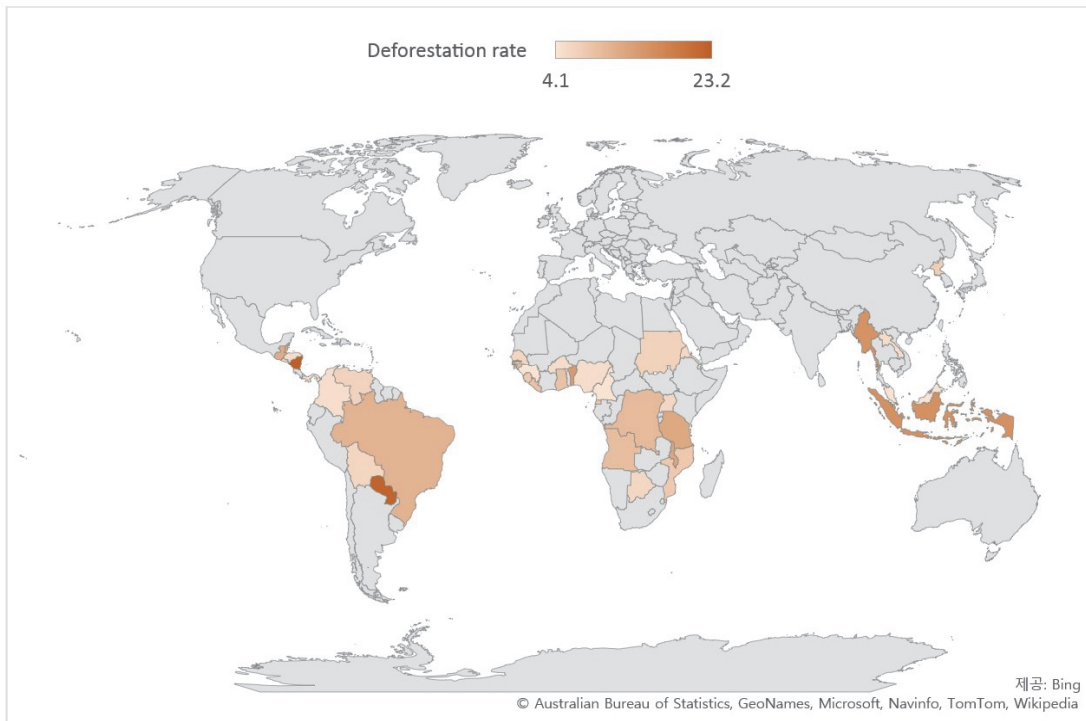 Deforestation rate
4.1 23.2
제공: Bing
© Australian Bureau of Statistics, GeoNames, Microsoft, Navinfo, TomTom, Wikipedia